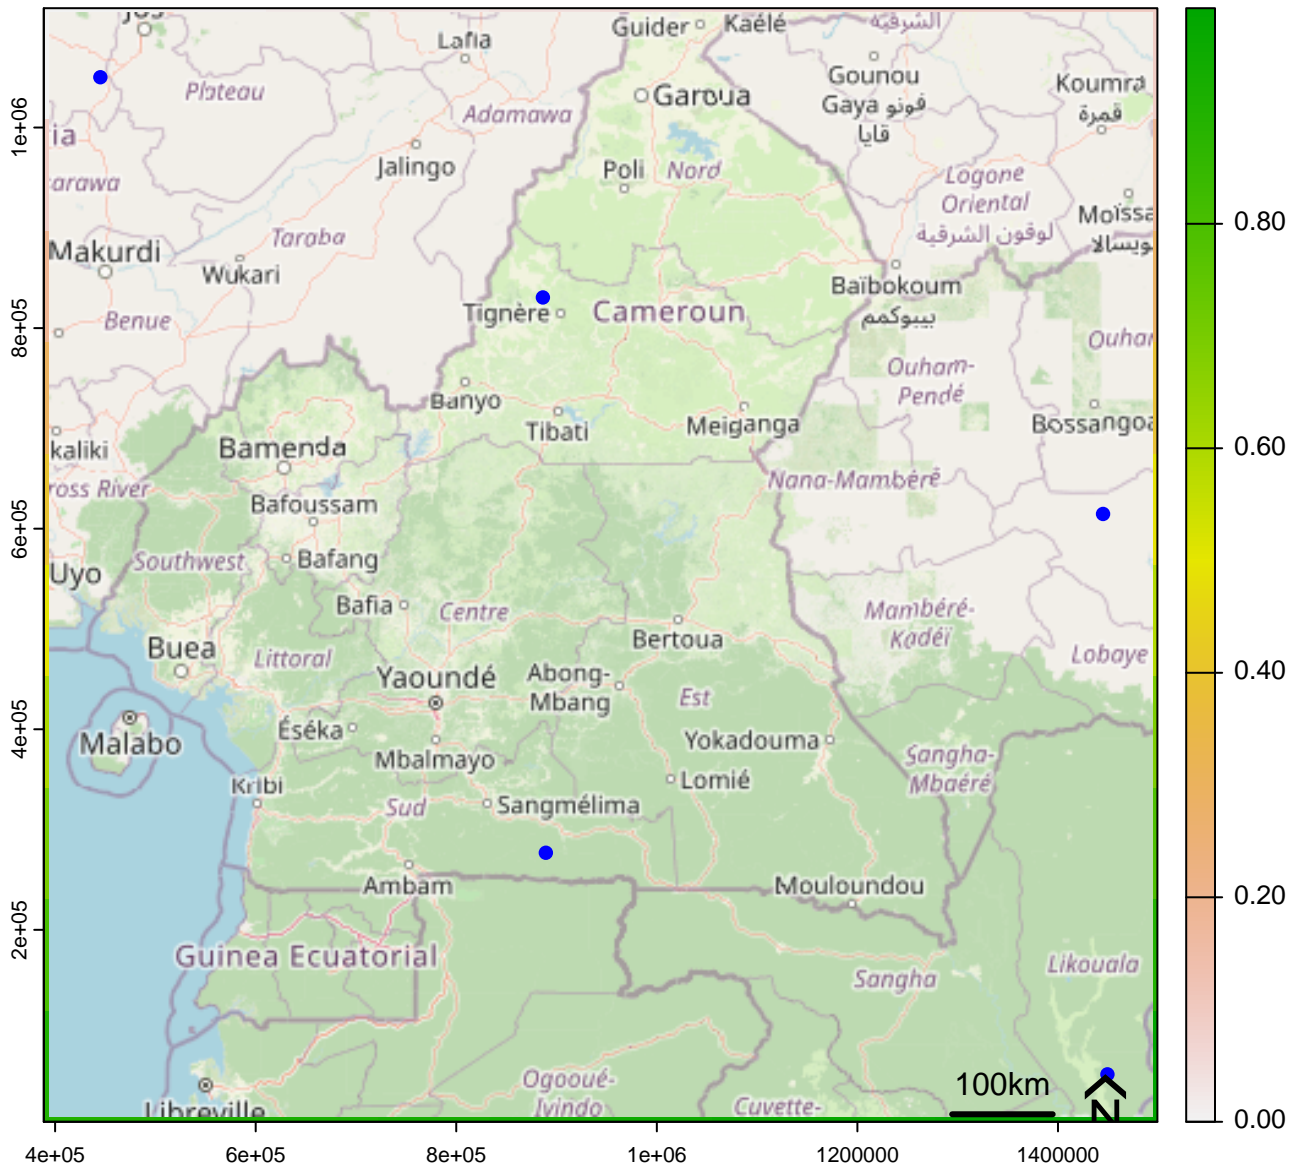 Jos
Guider
Kaélé
الشرقية
Lafia
Gounou
Gaya فونو
قايا
Koumra
قمرة
Plateau
Adamawa
Garoua
ia
Jalingo
Poli
Nord
arawa
Logone
Oriental
لوقون الشرقية
Moïssa
ويسالا
Makurdi
Taraba
Wukari
Baïbokoum
بيبوكمم
Tignère
Cameroun
Benue
Ouham-
Pendé
Ouhar
Banyo
Tibati
Meiganga
Bossangoa
kaliki
Bamenda
ross River
Nana-Mambéré
Bafoussam
Southwest
Bafang
Uyo
Bafia
Centre
Mambéré-
Kadéï
Bertoua
Buea
Littoral
Lobaye
Yaoundé
Abong-
Mbang
Est
Malabo
Éséka
Yokadouma
Sangha-
Mbaéré
Mbalmayo
Kribi
Lomié
Sud
Sangmélima
Ambam
Mouloundou
Guinea Ecuatorial
Sangha
Likouala
Ogooué-
Ivindo
Cuvette-
Libreville
100km
N
1e+06
8e+05
6e+05
4e+05
2e+05
4e+05
6e+05
8e+05
1e+06
1200000
1400000
0.80
0.60
0.40
0.20
0.00